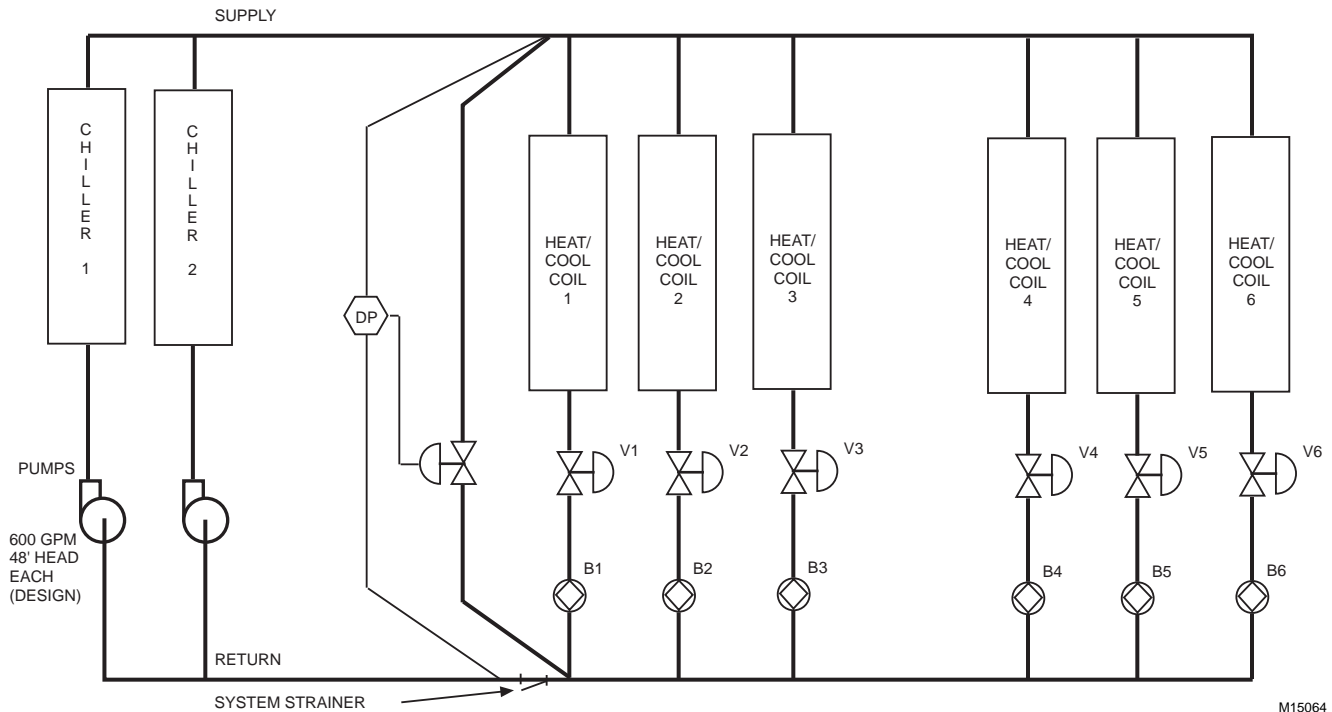 SUPPLY
CHILLER 1
CHILLER 2
HEAT/
COOL
COIL
1
HEAT/
COOL
COIL
2
HEAT/
COOL
COIL
3
HEAT/
COOL
COIL
4
HEAT/
COOL
COIL
5
HEAT/
COOL
COIL
6
DP
V1
V2
V3
V4
V5
V6
PUMPS
600 GPM
48' HEAD
EACH
(DESIGN)
B1
B2
B3
B4
B5
B6
RETURN
SYSTEM STRAINER
M15064